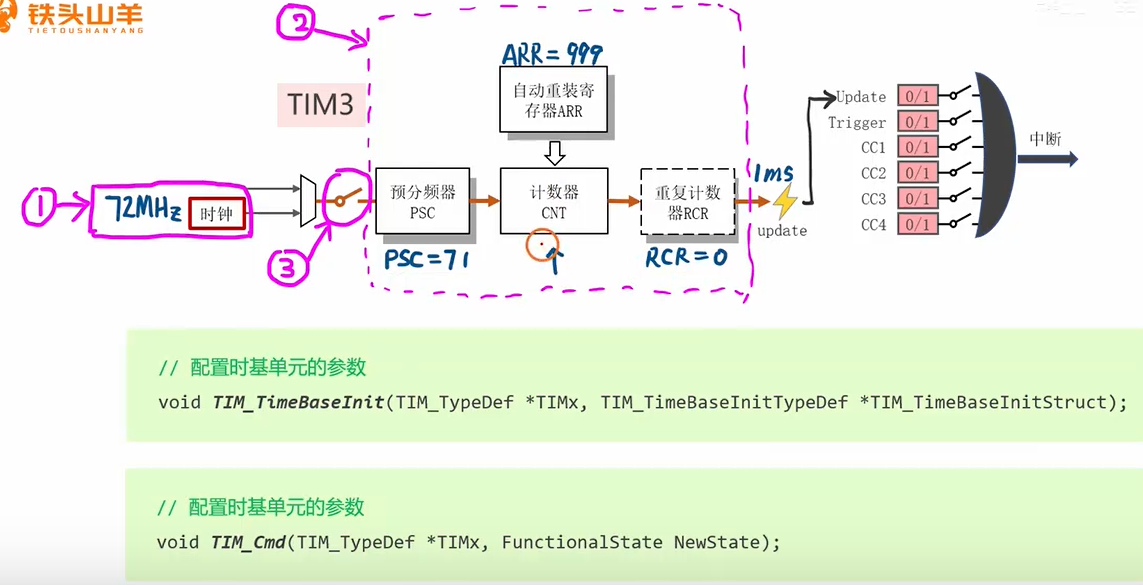 铁头山羊
TIETOUSHANYANG
②
ARR=999
自动重装寄
存器ARR
TIM3
Update 0/1
Trigger 0/1
中断
CC1 0/1
CC2 0/1
CC3 0/1
CC4 0/1
① 72MHz 时钟
预分频器
PSC
计数器
CNT
重复计数
器RCR
1ms
update
③
PSC=71
RCR=0
// 配置时基单元的参数
void TIM_TimeBaseInit(TIM_TypeDef *TIMx, TIM_TimeBaseInitTypeDef *TIM_TimeBaseInitStruct);
// 配置时基单元的参数
void TIM_Cmd(TIM_TypeDef *TIMx, FunctionalState NewState);